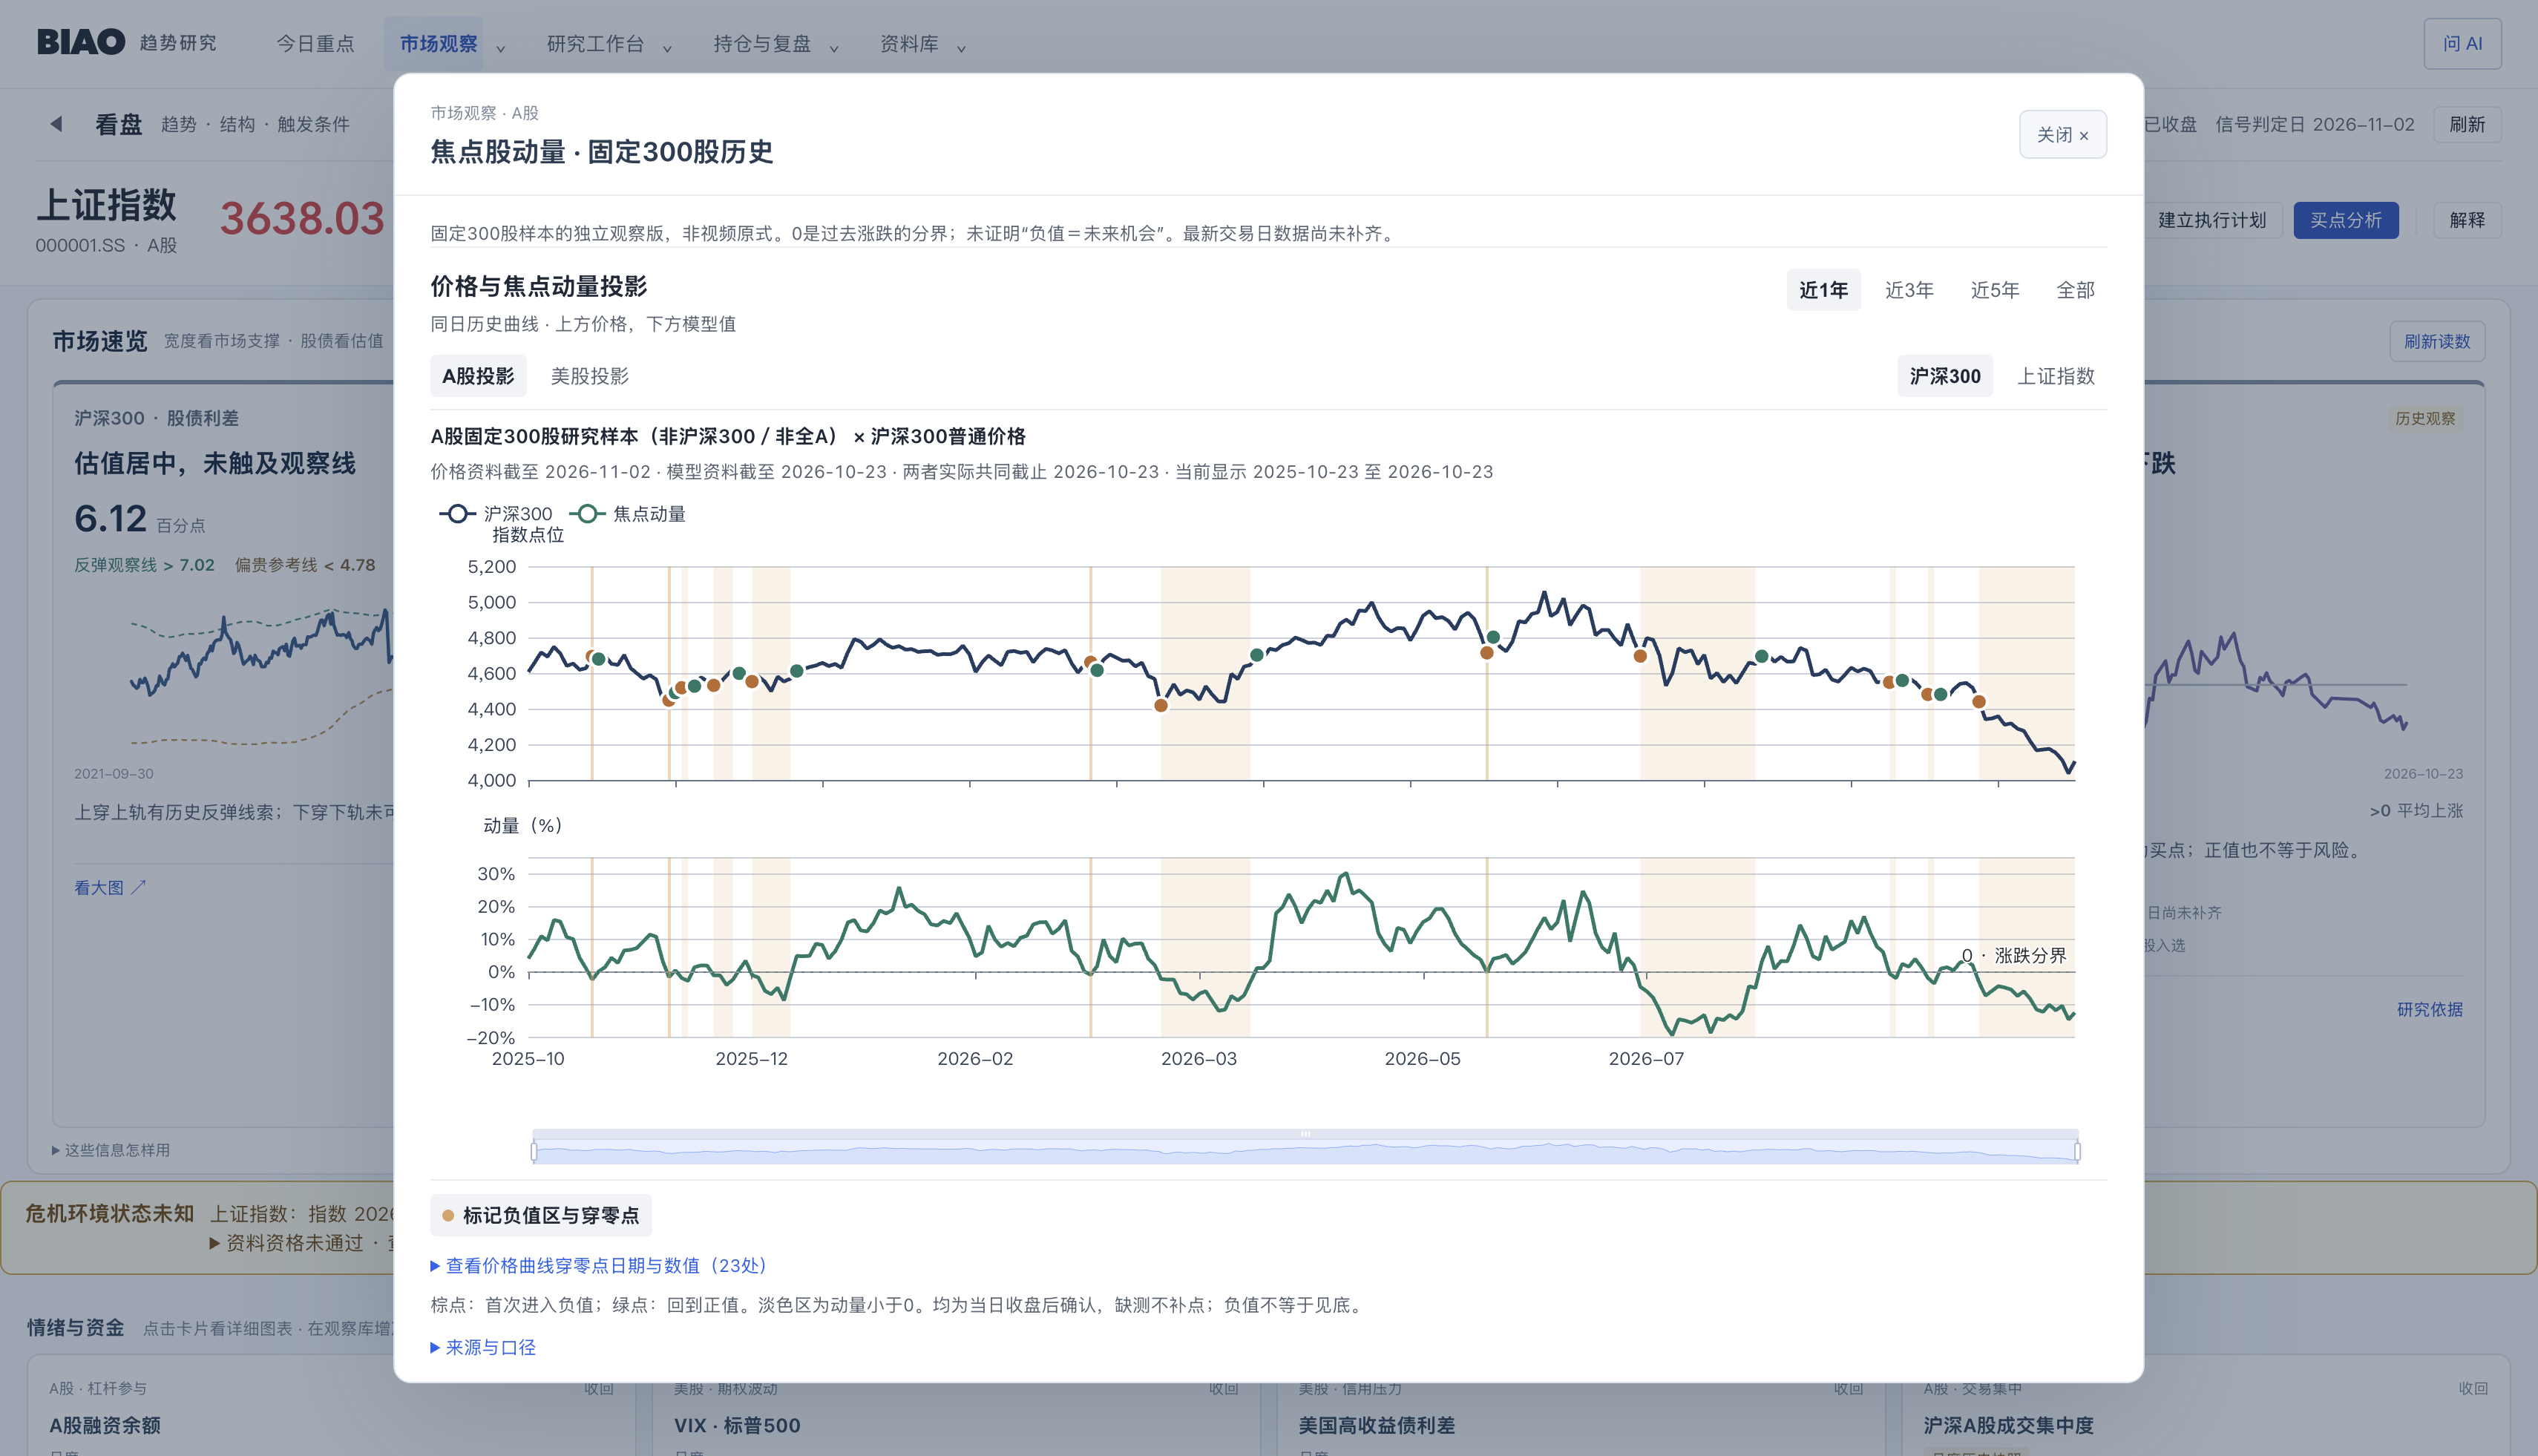 BIAO 趋势研究 今日重点 市场观察 研究工作台 持仓与复盘 资料库 问 AI
看盘 趋势 · 结构 · 触发条件
已收盘 信号判定日 2026-11-02 刷新
上证指数 3638.03
000001.SS · A股
建立执行计划 买点分析 解释
市场速览 宽度看市场支撑 · 股债看估值
刷新读数
沪深300 · 股债利差
估值居中，未触及观察线
6.12 百分点
反弹观察线 > 7.02 偏贵参考线 < 4.78
2021-09-30
上穿上轨有历史反弹线索；下穿下轨未
看大图 ↗
▶ 这些信息怎样用
市场观察 · A股
焦点股动量 · 固定300股历史
关闭 ×
固定300股样本的独立观察版，非视频原式。0是过去涨跌的分界；未证明“负值＝未来机会”。最新交易日数据尚未补齐。
价格与焦点动量投影
近1年 近3年 近5年 全部
同日历史曲线 · 上方价格，下方模型值
A股投影 美股投影
沪深300 上证指数
A股固定300股研究样本（非沪深300 / 非全A） × 沪深300普通价格
价格资料截至 2026-11-02 · 模型资料截至 2026-10-23 · 两者实际共同截止 2026-10-23 · 当前显示 2025-10-23 至 2026-10-23
沪深300 焦点动量
指数点位
5,200
5,000
4,800
4,600
4,400
4,200
4,000
动量（%）
30%
20%
10%
0%
-10%
-20%
0 · 涨跌分界
2025-10 2025-12 2026-02 2026-03 2026-05 2026-07
标记负值区与穿零点
▶ 查看价格曲线穿零点日期与数值（23处）
棕点：首次进入负值；绿点：回到正值。淡色区为动量小于0。均为当日收盘后确认，缺测不补点；负值不等于见底。
▶ 来源与口径
历史观察
跌
2026-10-23
>0 平均上涨
买点；正值也不等于风险。
日尚未补齐
股入选
研究依据
危机环境状态未知 上证指数：指数 202
▶ 资料资格未通过 ·
情绪与资金 点击卡片看详细图表 · 在观察库增
A股 · 杠杆参与 收回
A股融资余额
美股 · 期权波动 收回
VIX · 标普500
美股 · 信用压力 收回
美国高收益债利差
A股 · 交易集中 收回
沪深A股成交集中度